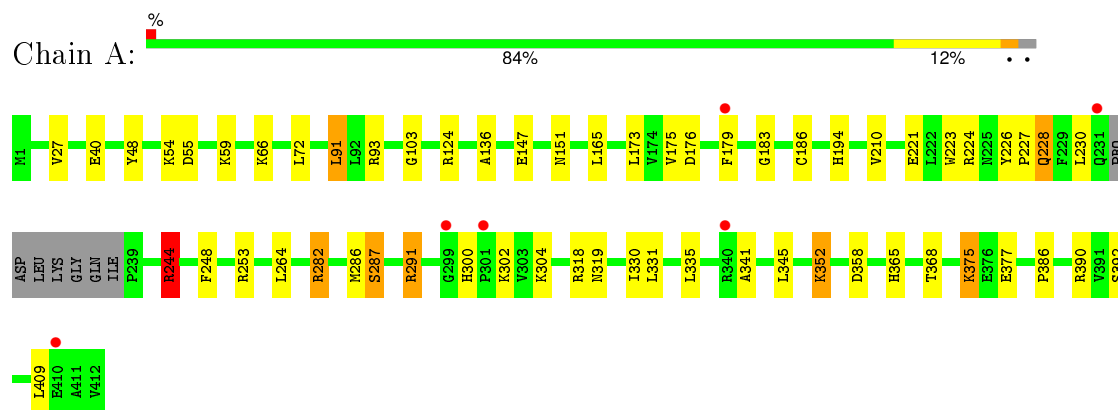 %
Chain A:
84% 12% • •
M1 V27 E40 Y48 K54 D55 K59 K66 L72 L91 L92 R93 G103 R124 A136 E147 N151 L165 L173 V174 V175 D176 F179 G183 C186 H194 V210 E221 L222 W223 R224 N225 Y226 P227 Q228 F229 L230 Q231 PRO
ASP LEU LYS GLY GLN ILE P239 R244 F248 R253 L264 R282 M286 S287 R291 G299 H300 P301 K302 V303 K304 R318 N319 I330 L331 L335 R340 A341 L345 K352 D358 H365 T368 K375 E376 E377 P386 R390 V391 S392
L409 E410 A411 V412